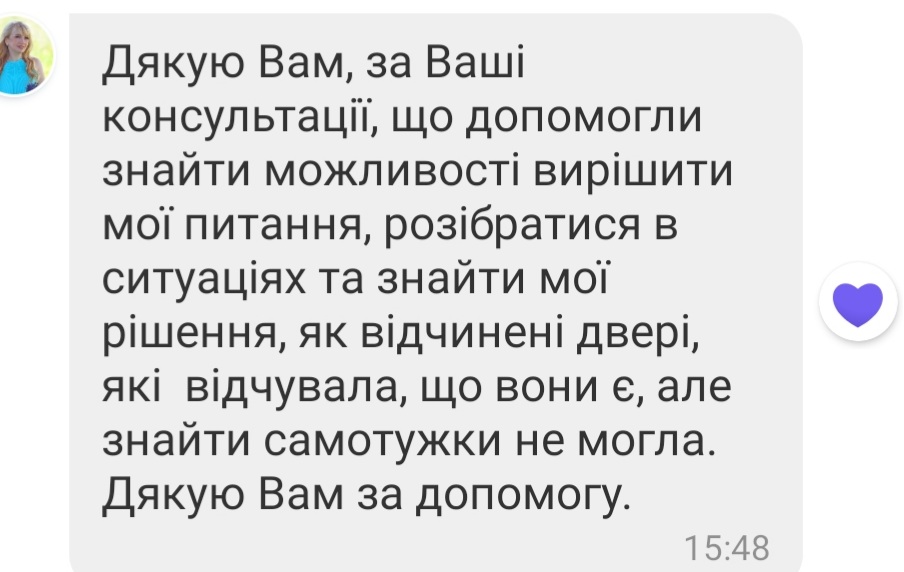 Дякую Вам, за Ваші
консультації, що допомогли
знайти можливості вирішити
мої питання, розібратися в
ситуаціях та знайти мої
рішення, як відчинені двері,
які  відчувала, що вони є, але
знайти самотужки не могла.
Дякую Вам за допомогу.
15:48